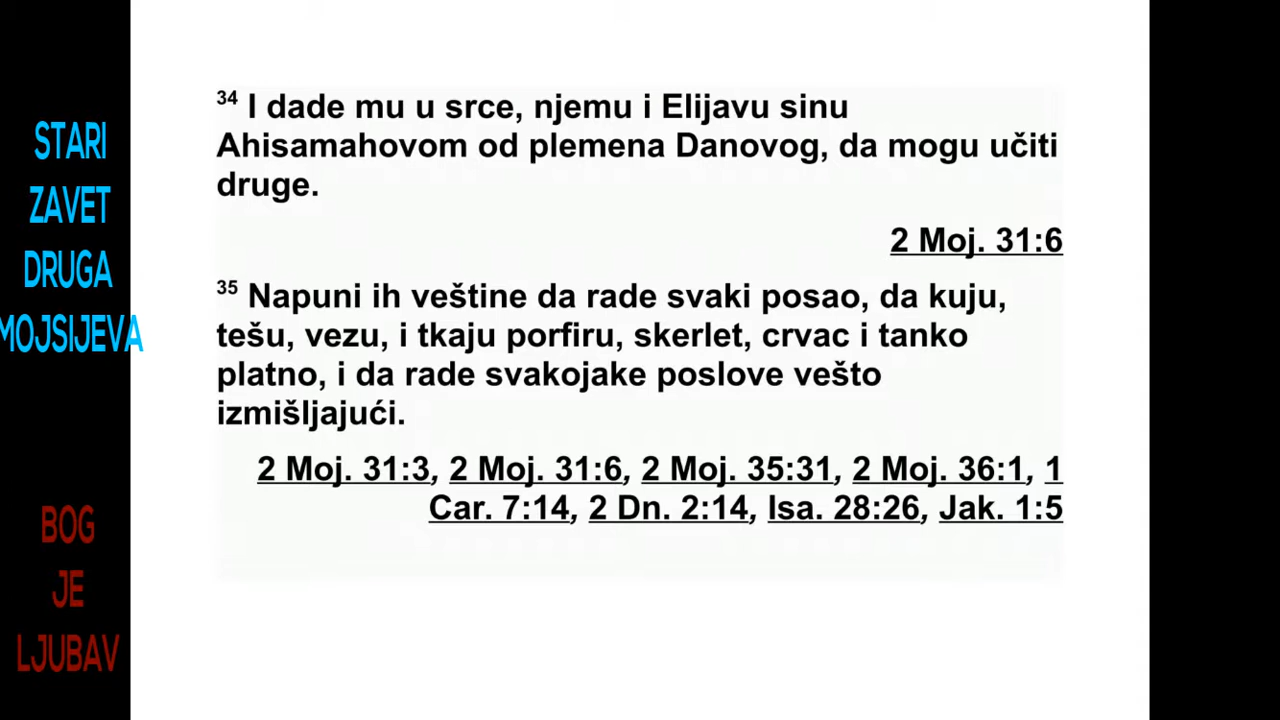 STARI
ZAVET
DRUGA
MOJSIJEVA
BOG
JE
LJUBAV
34 I dade mu u srce, njemu i Elijavu sinu
Ahisamahovom od plemena Danovog, da mogu učiti
druge.
2 Moj. 31:6
35 Napuni ih veštine da rade svaki posao, da kuju,
tešu, vezu, i tkaju porfiru, skerlet, crvac i tanko
platno, i da rade svakojake poslove vešto
izmišljajući.
2 Moj. 31:3, 2 Moj. 31:6, 2 Moj. 35:31, 2 Moj. 36:1, 1
Car. 7:14, 2 Dn. 2:14, Isa. 28:26, Jak. 1:5